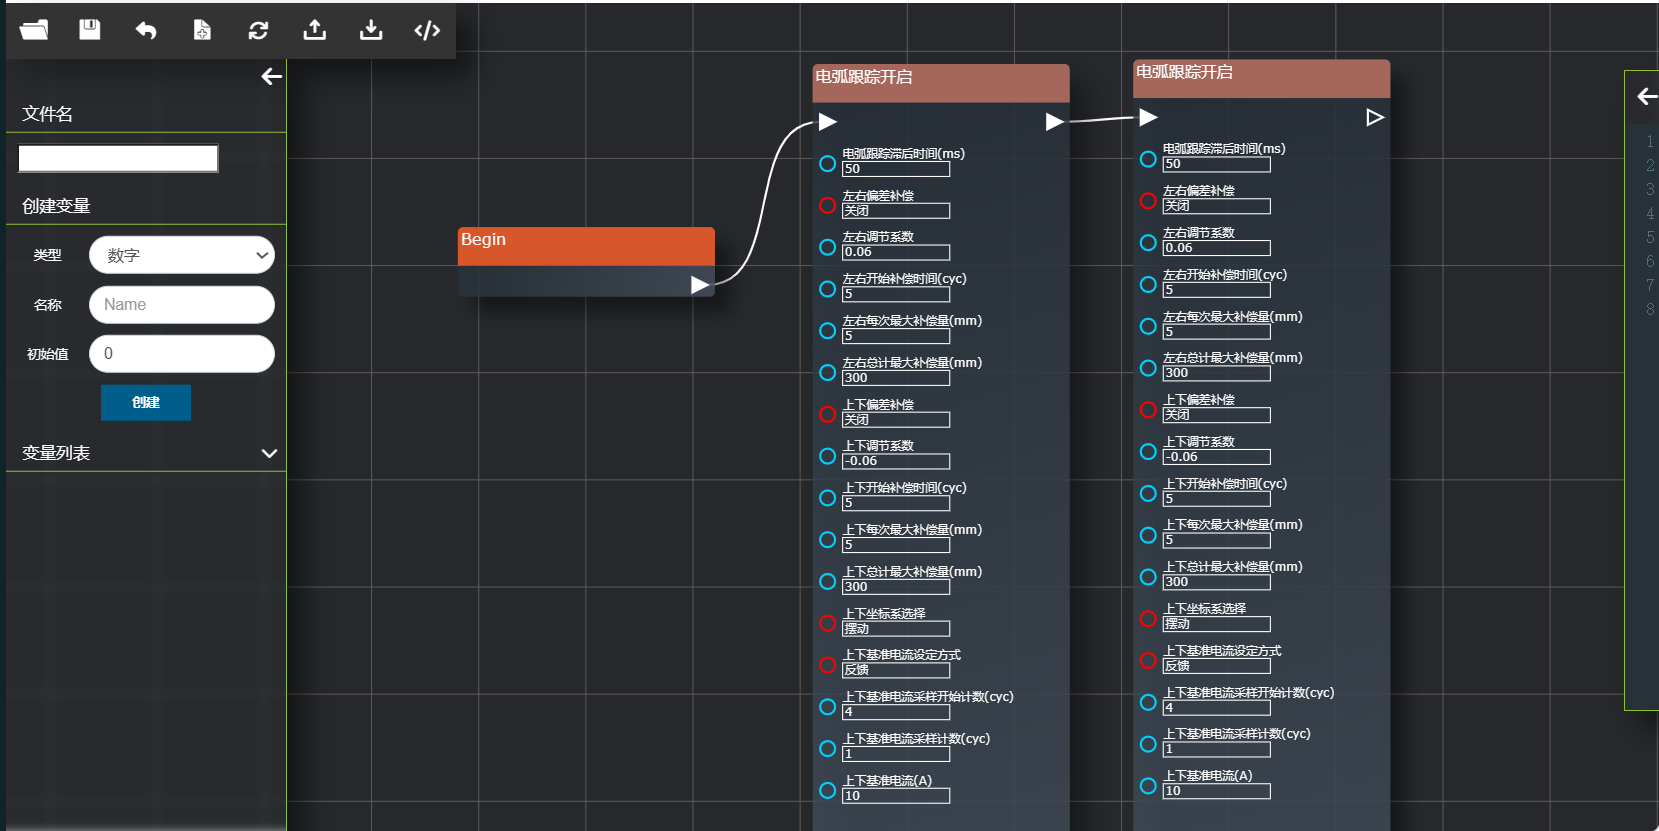 文件名
创建变量
类型
数字
名称
Name
初始值
0
创建
变量列表
Begin
电弧跟踪开启
电弧跟踪滞后时间(ms)
50
左右偏差补偿
关闭
左右调节系数
0.06
左右开始补偿时间(cyc)
5
左右每次最大补偿量(mm)
5
左右总计最大补偿量(mm)
300
上下偏差补偿
关闭
上下调节系数
-0.06
上下开始补偿时间(cyc)
5
上下每次最大补偿量(mm)
5
上下总计最大补偿量(mm)
300
上下坐标系选择
摆动
上下基准电流设定方式
反馈
上下基准电流采样开始计数(cyc)
4
上下基准电流采样计数(cyc)
1
上下基准电流(A)
10
电弧跟踪开启
电弧跟踪滞后时间(ms)
50
左右偏差补偿
关闭
左右调节系数
0.06
左右开始补偿时间(cyc)
5
左右每次最大补偿量(mm)
5
左右总计最大补偿量(mm)
300
上下偏差补偿
关闭
上下调节系数
-0.06
上下开始补偿时间(cyc)
5
上下每次最大补偿量(mm)
5
上下总计最大补偿量(mm)
300
上下坐标系选择
摆动
上下基准电流设定方式
反馈
上下基准电流采样开始计数(cyc)
4
上下基准电流采样计数(cyc)
1
上下基准电流(A)
10
1
2
3
4
5
6
7
8